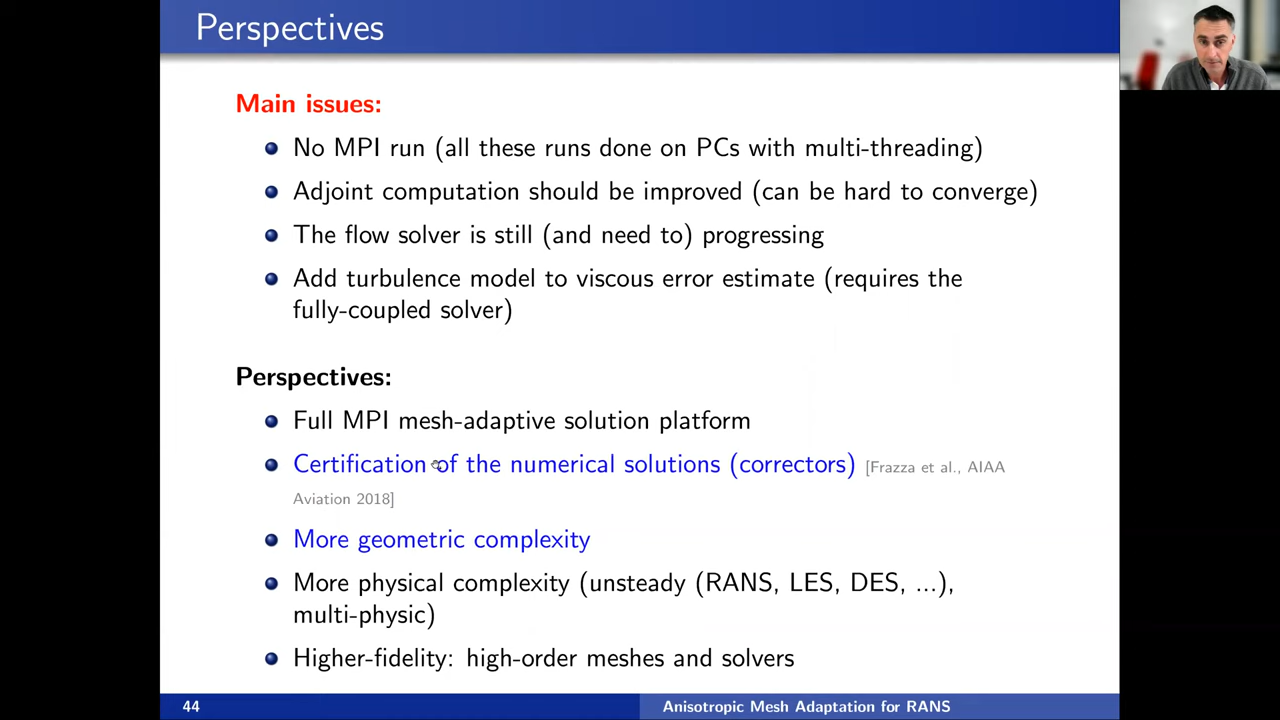 Perspectives
Main issues:
No MPI run (all these runs done on PCs with multi-threading)
Adjoint computation should be improved (can be hard to converge)
The flow solver is still (and need to) progressing
Add turbulence model to viscous error estimate (requires the
fully-coupled solver)
Perspectives:
Full MPI mesh-adaptive solution platform
Certification of the numerical solutions (correctors) [Frazza et al., AIAA
Aviation 2018]
More geometric complexity
More physical complexity (unsteady (RANS, LES, DES, ...),
multi-physic)
Higher-fidelity: high-order meshes and solvers
44
Anisotropic Mesh Adaptation for RANS